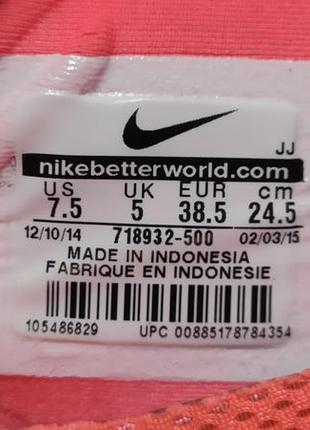 JJ
nikebetterworld.com
US UK EUR cm
7.5 5 38.5 24.5
12/10/14 718932-500 02/03/15
MADE IN INDONESIA
FABRIQUE EN INDONESIE
105486829 UPC 00885178784354